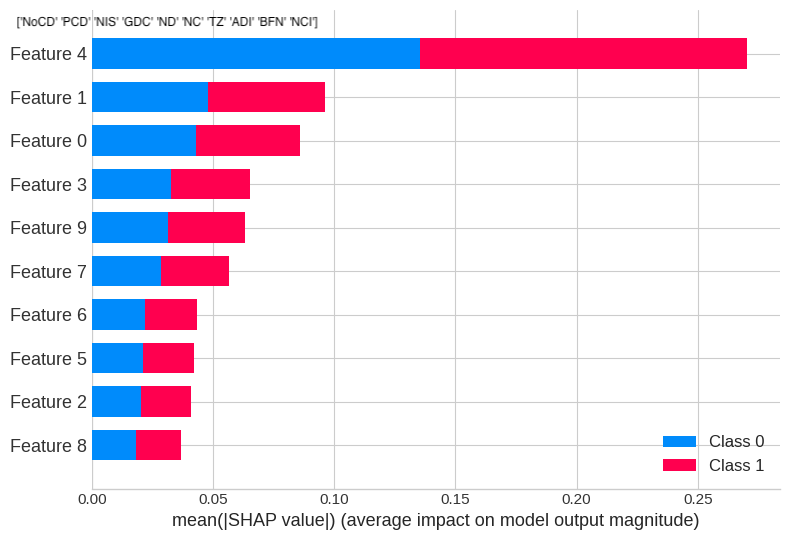 ['NoCD' 'PCD' 'NIS' 'GDC' 'ND' 'NC' 'TZ' 'ADI' 'BFN' 'NCI']
Feature 4
Feature 1
Feature 0
Feature 3
Feature 9
Feature 7
Feature 6
Feature 5
Feature 2
Feature 8
Class 0
Class 1
0.00 0.05 0.10 0.15 0.20 0.25
mean(|SHAP value|) (average impact on model output magnitude)